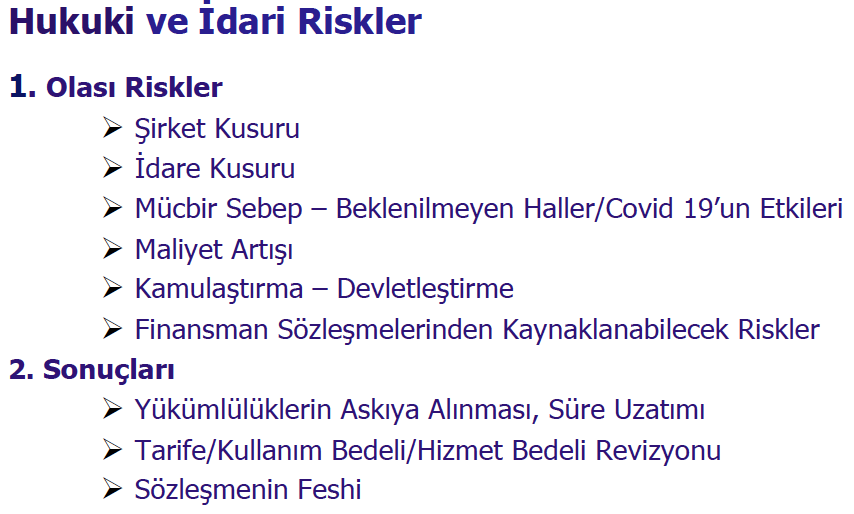 Hukuki ve İdari Riskler
1. Olası Riskler
➢ Şirket Kusuru
➢ İdare Kusuru
➢ Mücbir Sebep – Beklenilmeyen Haller/Covid 19’un Etkileri
➢ Maliyet Artışı
➢ Kamulaştırma – Devletleştirme
➢ Finansman Sözleşmelerinden Kaynaklanabilecek Riskler
2. Sonuçları
➢ Yükümlülüklerin Askıya Alınması, Süre Uzatımı
➢ Tarife/Kullanım Bedeli/Hizmet Bedeli Revizyonu
➢ Sözleşmenin Feshi